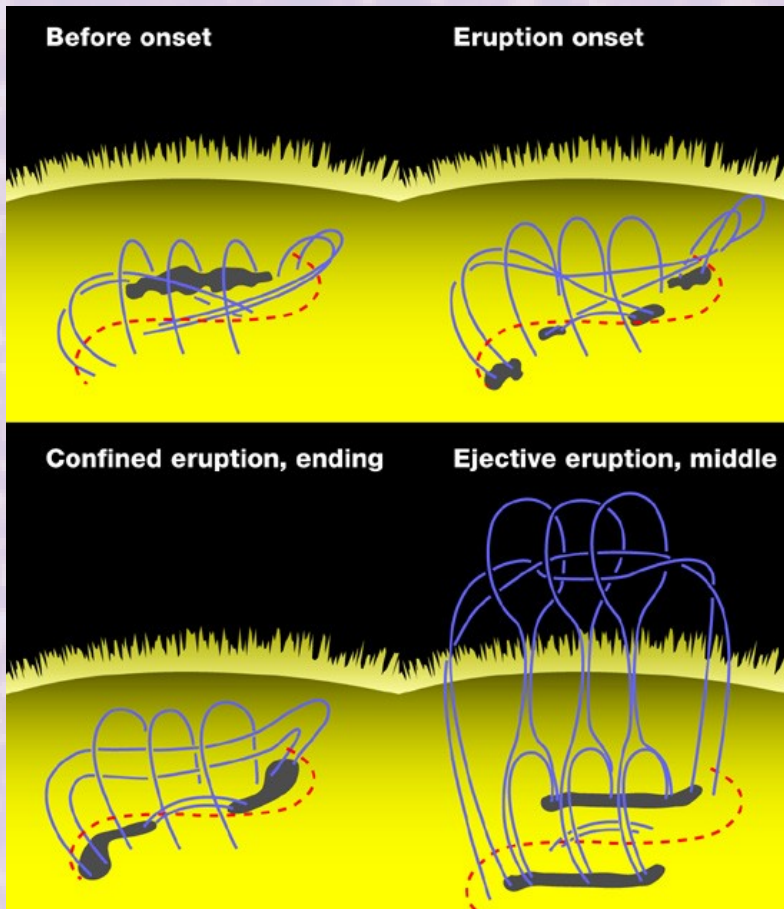 Before onset
Eruption onset
Confined eruption, ending
Ejective eruption, middle